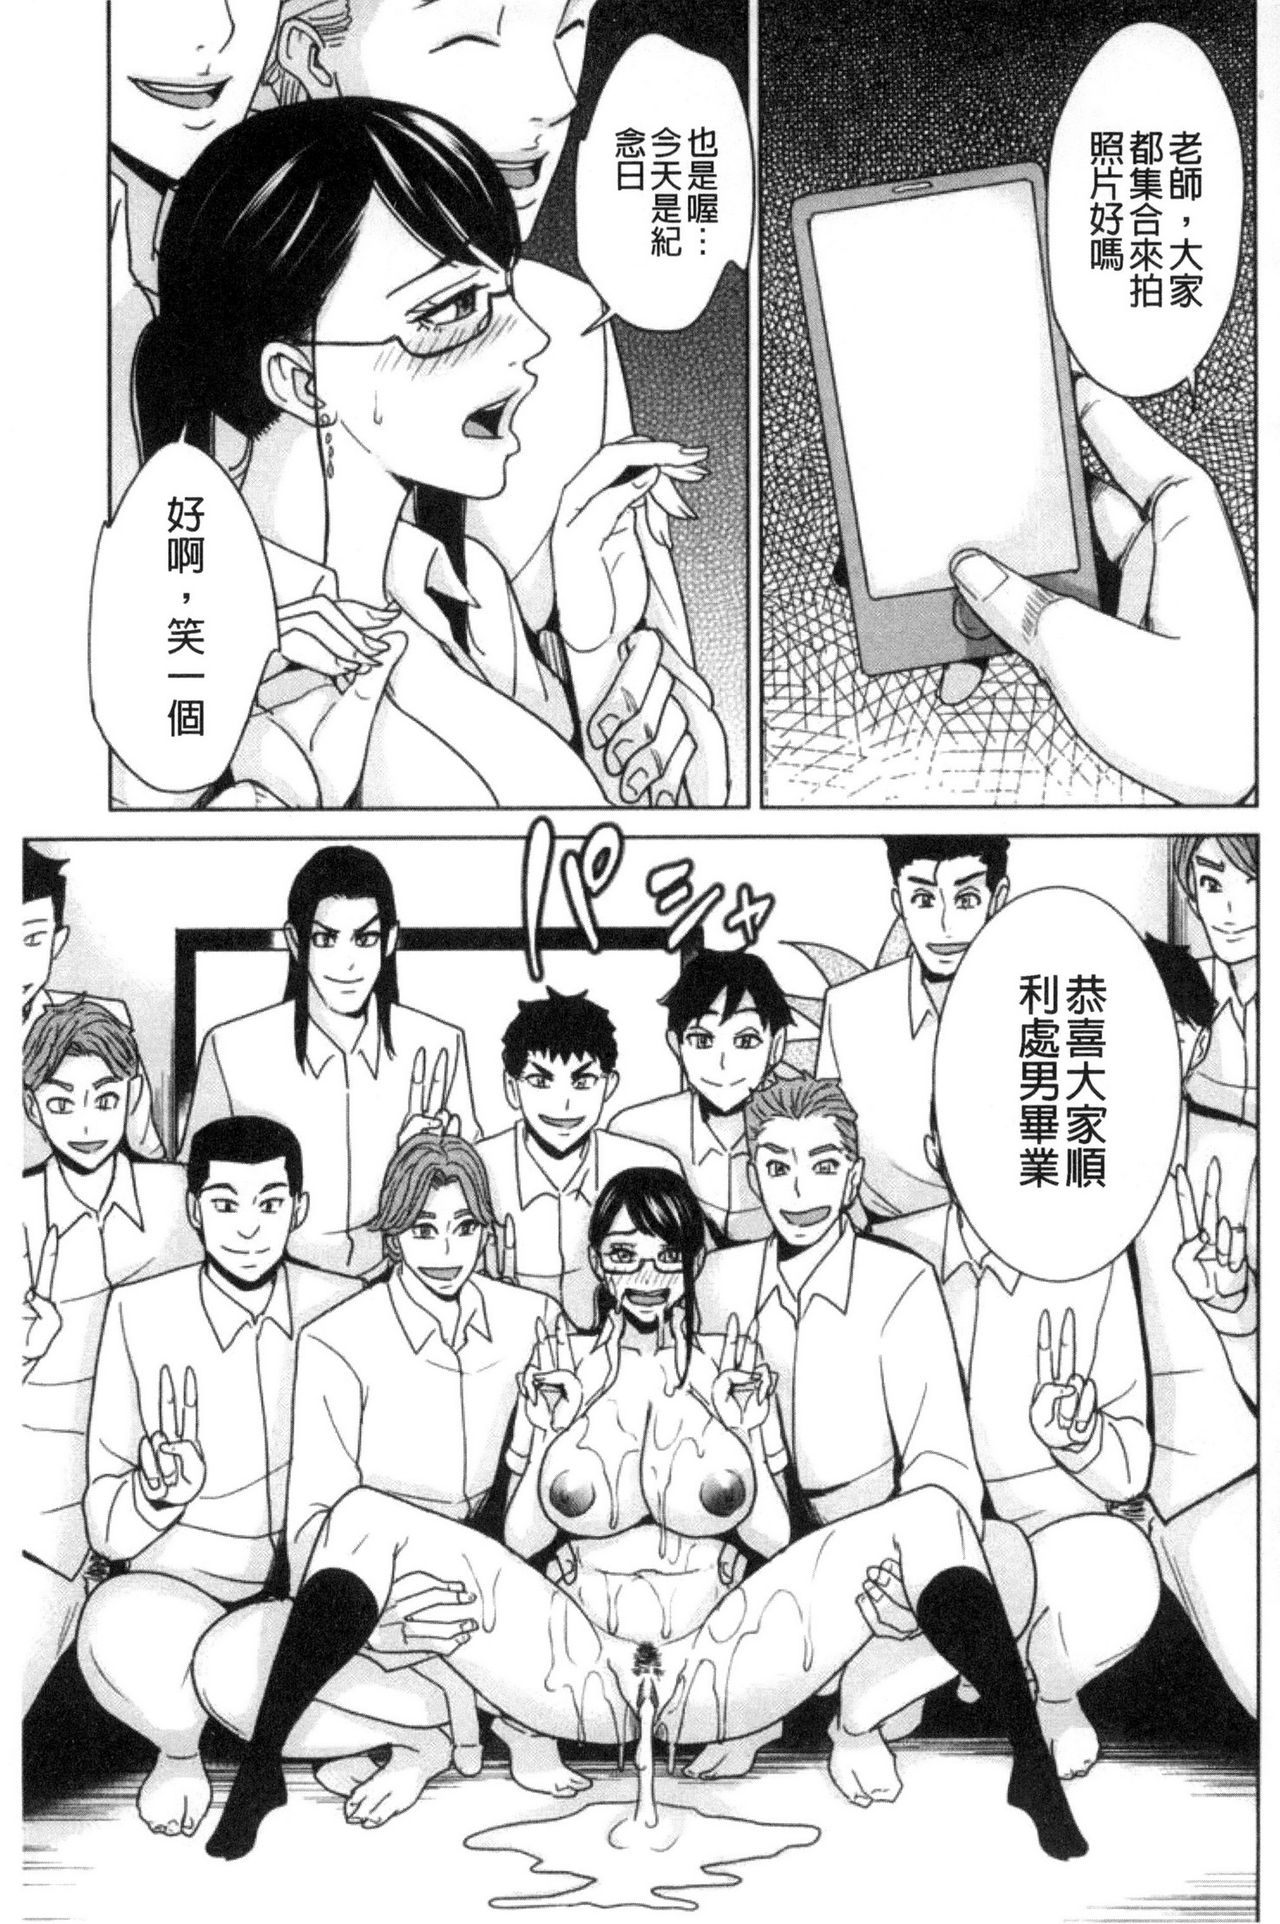 老師，大家
都集合來拍
照片好嗎
也是喔…
今天是紀
念日
好啊，笑一個
パシャ
恭喜大家順
利處男畢業